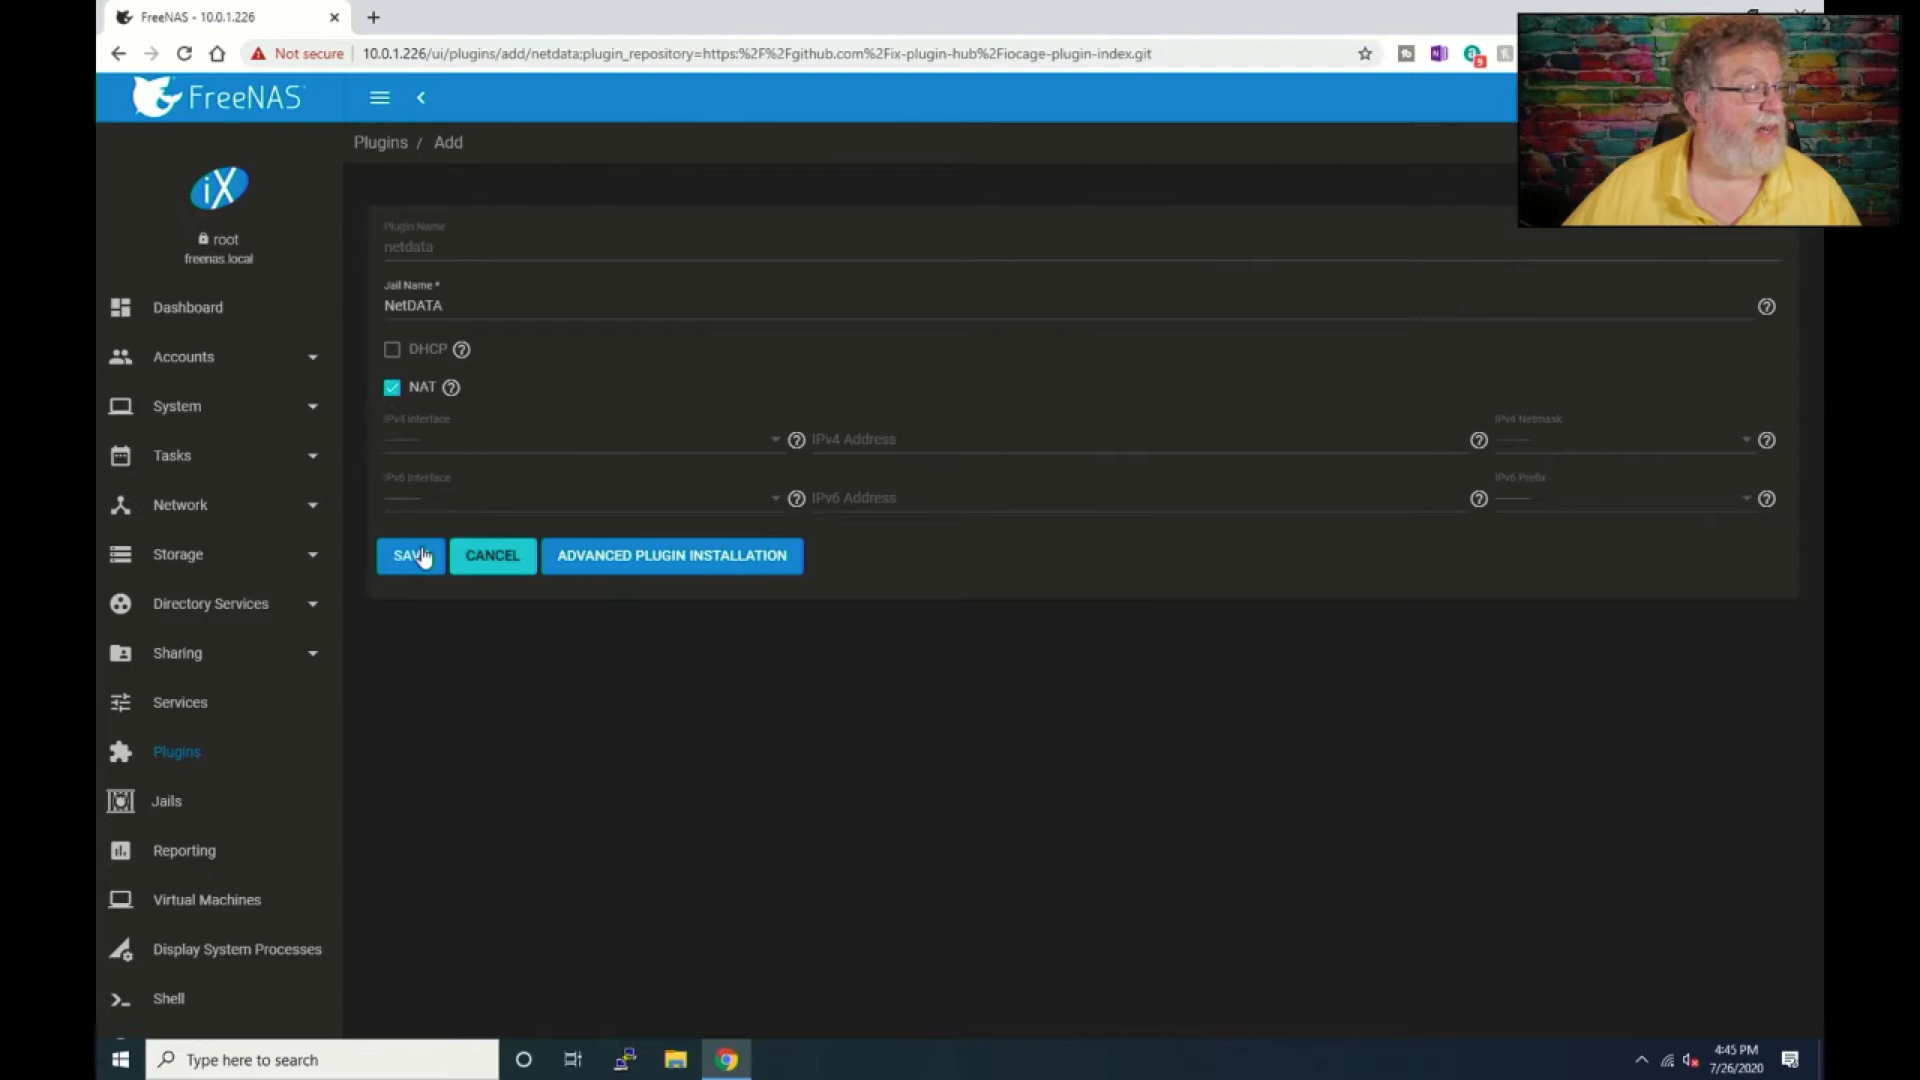 FreeNAS - 10.0.1.226
Not secure | 10.0.1.226/ui/plugins/add/netdata;plugin_repository=https:%2F%2Fgithub.com%2Fix-plugin-hub%2Fiocage-plugin-index.git
9
FreeNAS
Plugins / Add
iX
root
freenas.local
Dashboard
Accounts
System
Tasks
Network
Storage
Directory Services
Sharing
Services
Plugins
Jails
Reporting
Virtual Machines
Display System Processes
Shell
Plugin Name
netdata
Jail Name *
NetDATA
DHCP
NAT
IPv4 Interface
IPv4 Address
IPv4 Netmask
IPv6 Interface
IPv6 Address
IPv6 Prefix
CANCEL
ADVANCED PLUGIN INSTALLATION
Type here to search
4:45 PM
7/26/2020